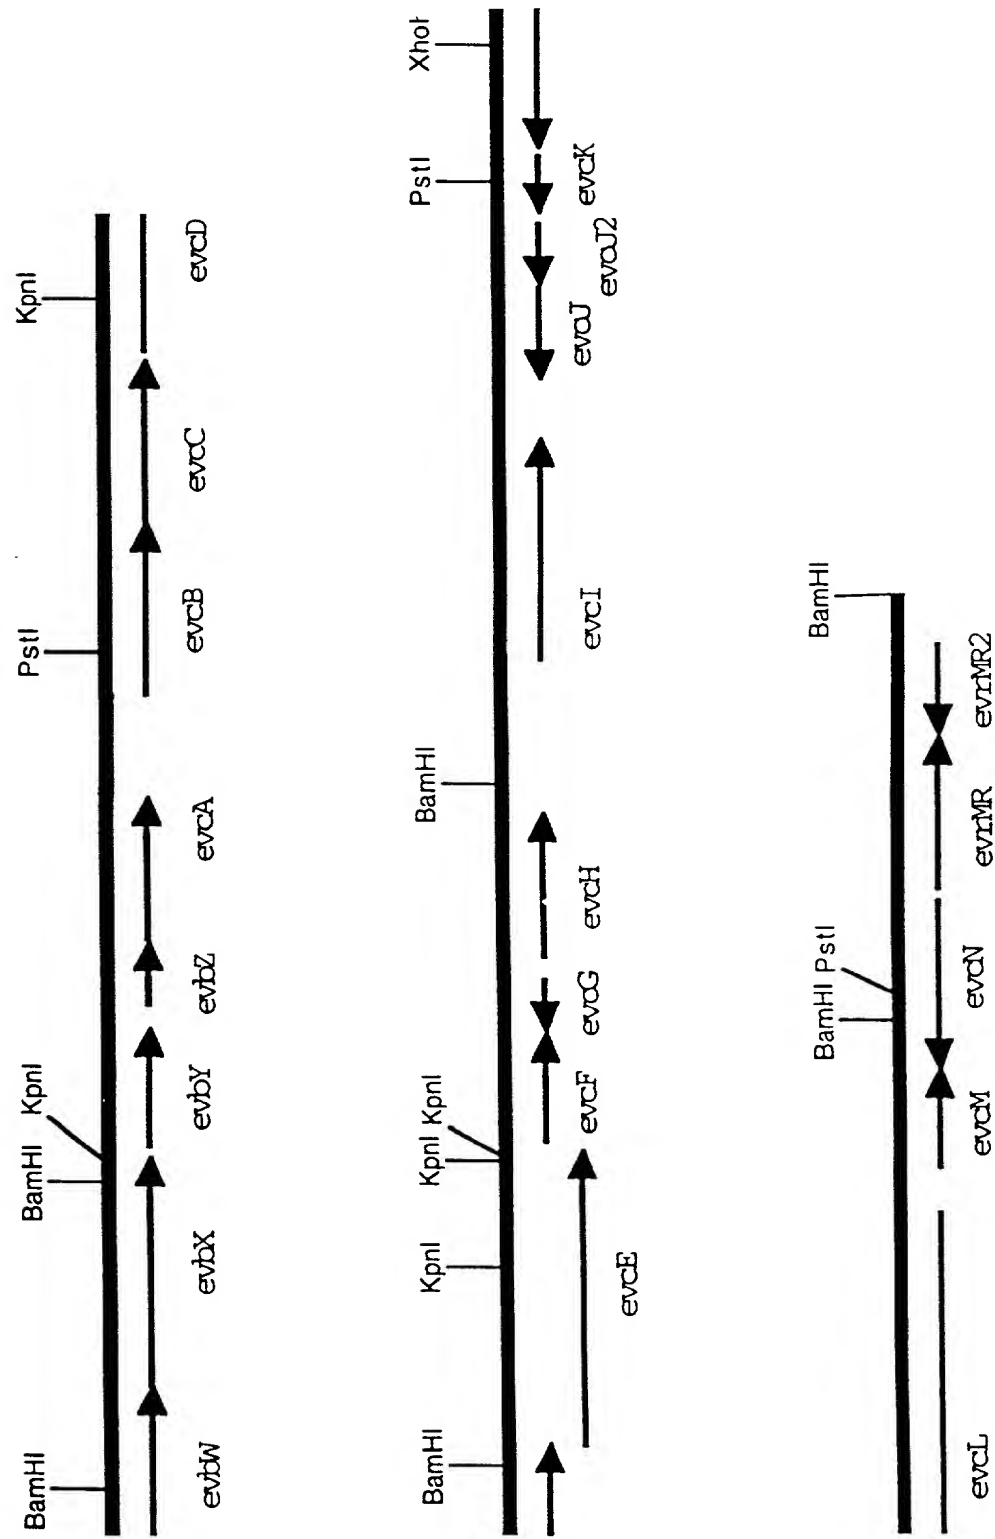 BamHI
BamHI
KpnI
PstI
KpnI
evbW
evbX
evbY
evbZ
evcA
evcB
evcC
evcD
BamHI
KpnI
KpnI KpnI
BamHI
PstI
XhoI
evcE
evcF
evcG
evcH
evcI
evcJ
evcJ2
evcK
BamHI PstI
BamHI
evcL
evcM
evcN
evrMR
evrMR2